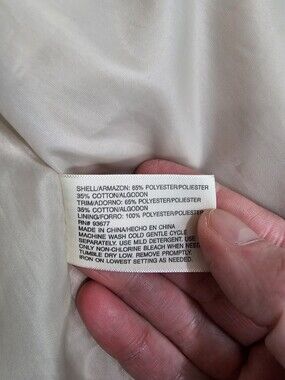 SHELL/ARMAZON: 65% POLYESTER/POLIESTER
35% COTTON/ALGODON
TRIM/ADORNO: 65% POLYESTER/POLIESTER
35% COTTON/ALGODON
LINING/FORRO: 100% POLYESTER/POLIESTER
RN# 93677
MADE IN CHINA/HECHO EN CHINA
MACHINE WASH COLD GENTLE CYCLE
SEPARATELY. USE MILD DETERGENT. USE
ONLY NON-CHLORINE BLEACH WHEN
TUMBLE DRY LOW. REMOVE PROMPTLY.
IRON ON LOWEST SETTING AS NEEDED.